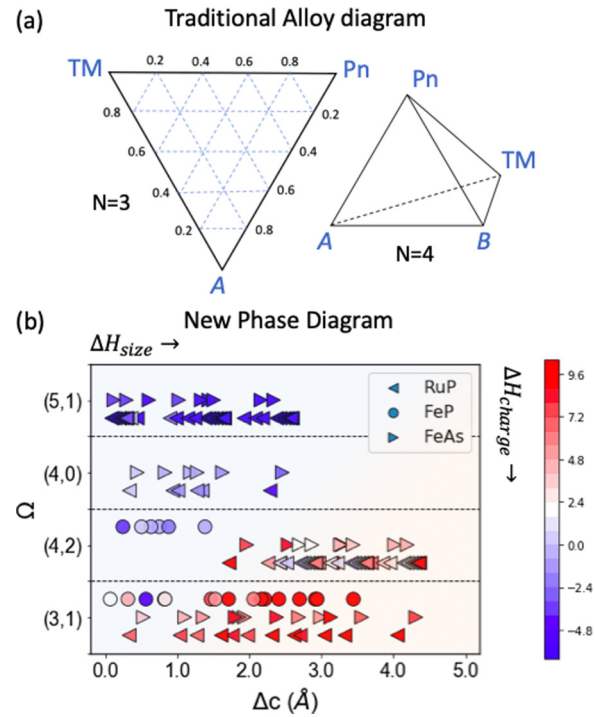 (a) Traditional Alloy diagram
TM 0.2 0.4 0.6 0.8 Pn
Pn
0.8 0.2
0.6 0.4
TM
0.4 0.6
N=3
0.2 0.8
A B
N=4
A
(b) New Phase Diagram
ΔH_size →
ΔH_charge →
RuP
FeP
FeAs
(5,1)
(4,0)
(4,2)
(3,1)
Ω
9.6
7.2
4.8
2.4
0.0
−2.4
−4.8
0.0 1.0 2.0 3.0 4.0 5.0
Δc (Å)